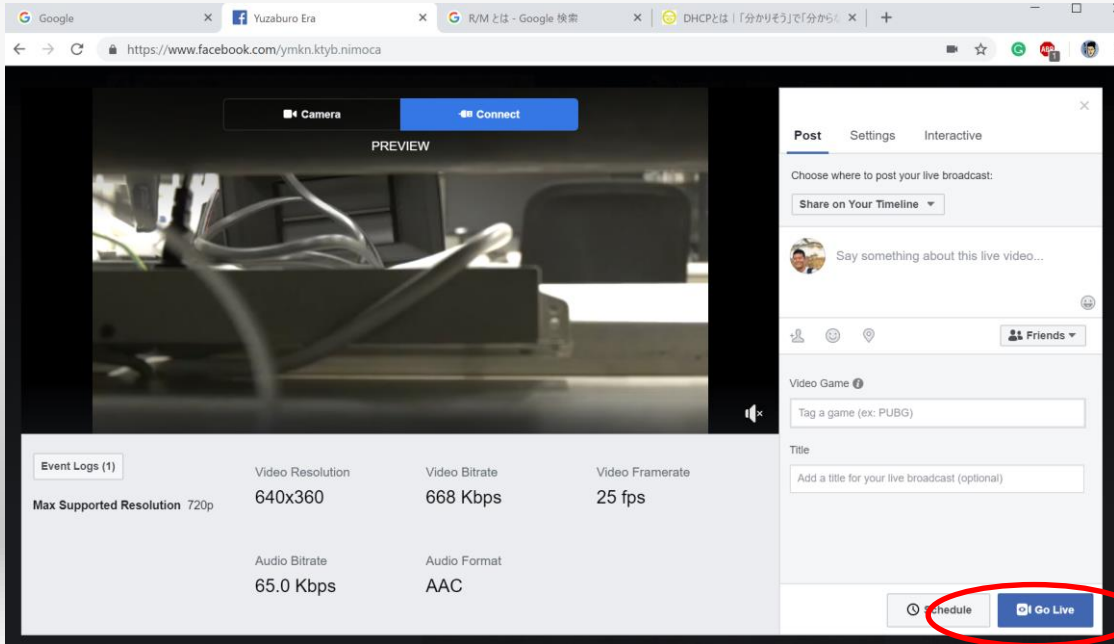 Google
Yuzaburo Era
R/M とは - Google 検索
DHCPとは |「分かりそう」で「分から
https://www.facebook.com/ymkn.ktyb.nimoca
ABP
1
Camera
Connect
PREVIEW
Post
Settings
Interactive
Choose where to post your live broadcast:
Share on Your Timeline
Say something about this live video...
Friends
Video Game
Tag a game (ex: PUBG)
Title
Add a title for your live broadcast (optional)
Event Logs (1)
Max Supported Resolution 720p
Video Resolution
640x360
Video Bitrate
668 Kbps
Video Framerate
25 fps
Audio Bitrate
65.0 Kbps
Audio Format
AAC
Schedule
Go Live